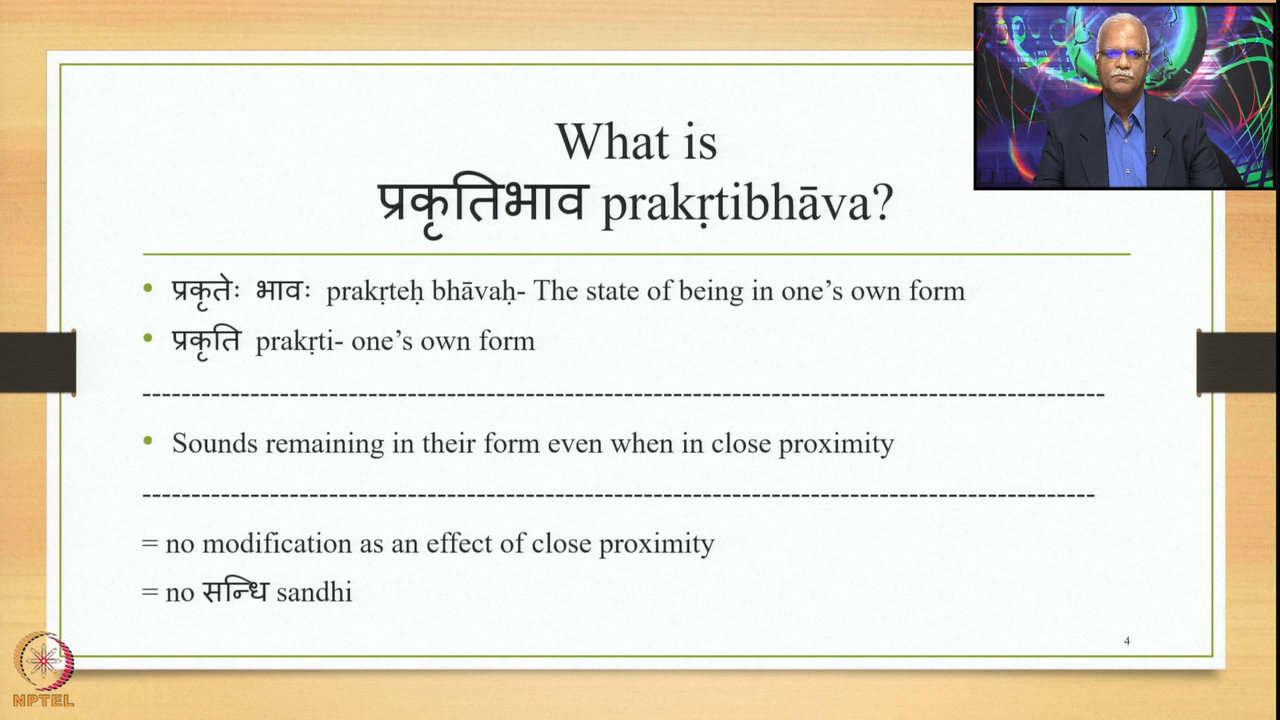 What is
प्रकृतिभाव prakṛtibhāva?
• प्रकृतेः भावः prakṛteḥ bhāvaḥ- The state of being in one’s own form
• प्रकृति prakṛti- one’s own form
--------------------------------------------------------------------------------------------------
• Sounds remaining in their form even when in close proximity
-------------------------------------------------------------------------------------------------
= no modification as an effect of close proximity
= no सन्धि sandhi
4
NPTEL